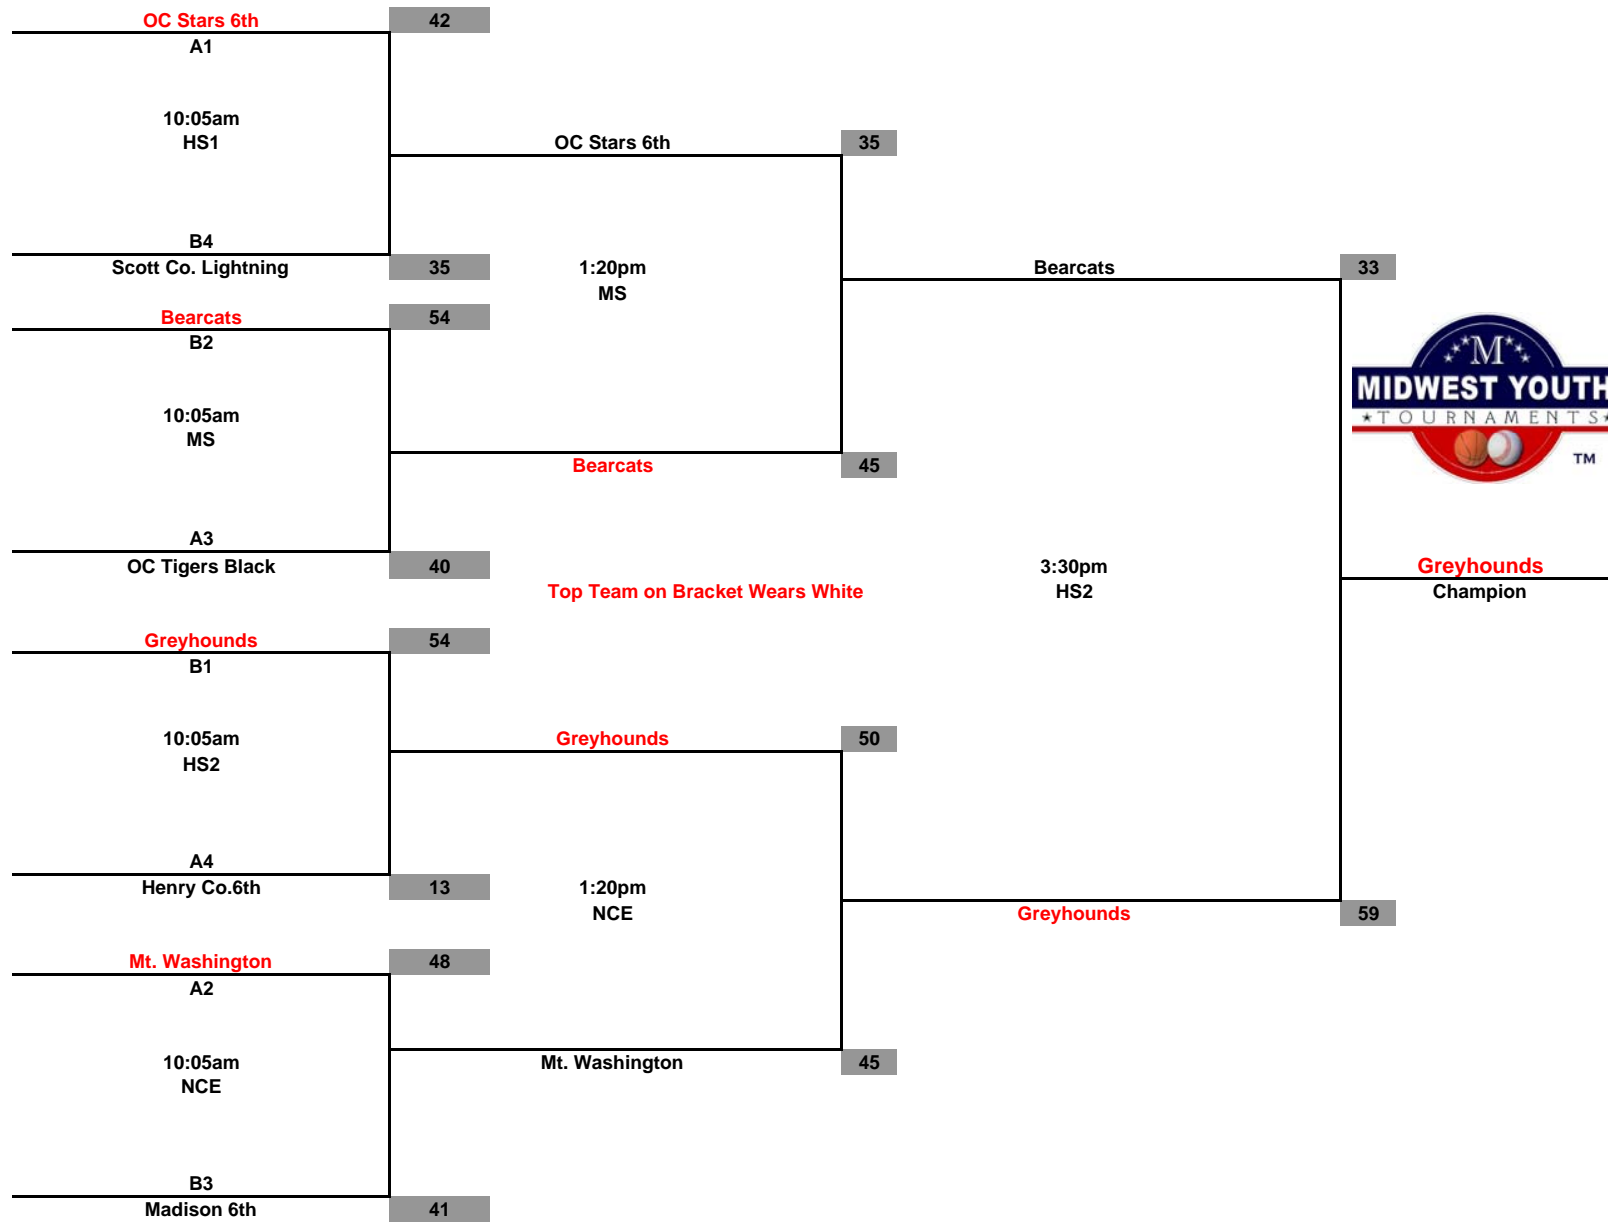 OC Stars 6th 42
A1
10:05am
HS1
OC Stars 6th 35
B4
Scott Co. Lightning 35
1:20pm
MS
Bearcats 33
Bearcats 54
B2
10:05am
MS
Bearcats 45
A3
OC Tigers Black 40
Top Team on Bracket Wears White
3:30pm
HS2
M
MIDWEST YOUTH
TOURNAMENTS
TM
Greyhounds
Champion
Greyhounds 54
B1
10:05am
HS2
Greyhounds 50
A4
Henry Co.6th 13
1:20pm
NCE
Greyhounds 59
Mt. Washington 48
A2
10:05am
NCE
Mt. Washington 45
B3
Madison 6th 41